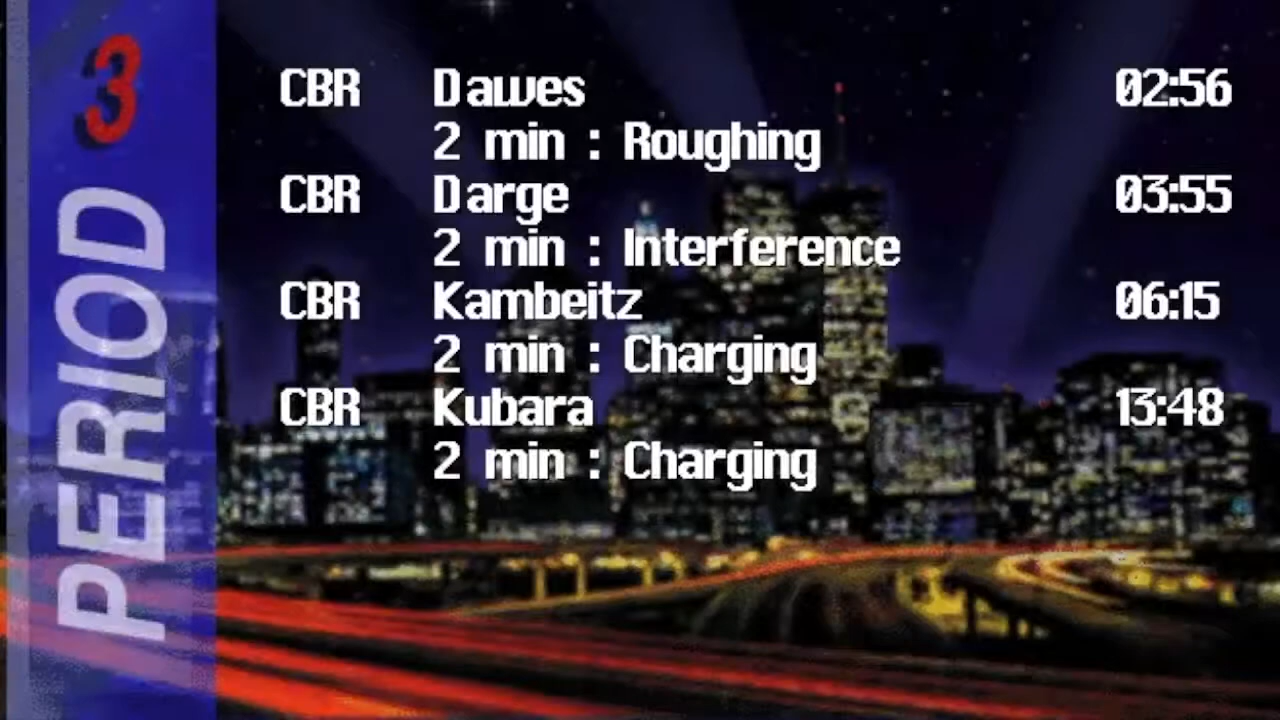 PERIOD 3
CBR Dawes 02:56
2 min : Roughing
CBR Darge 03:55
2 min : Interference
CBR Kambeitz 06:15
2 min : Charging
CBR Kubara 13:48
2 min : Charging